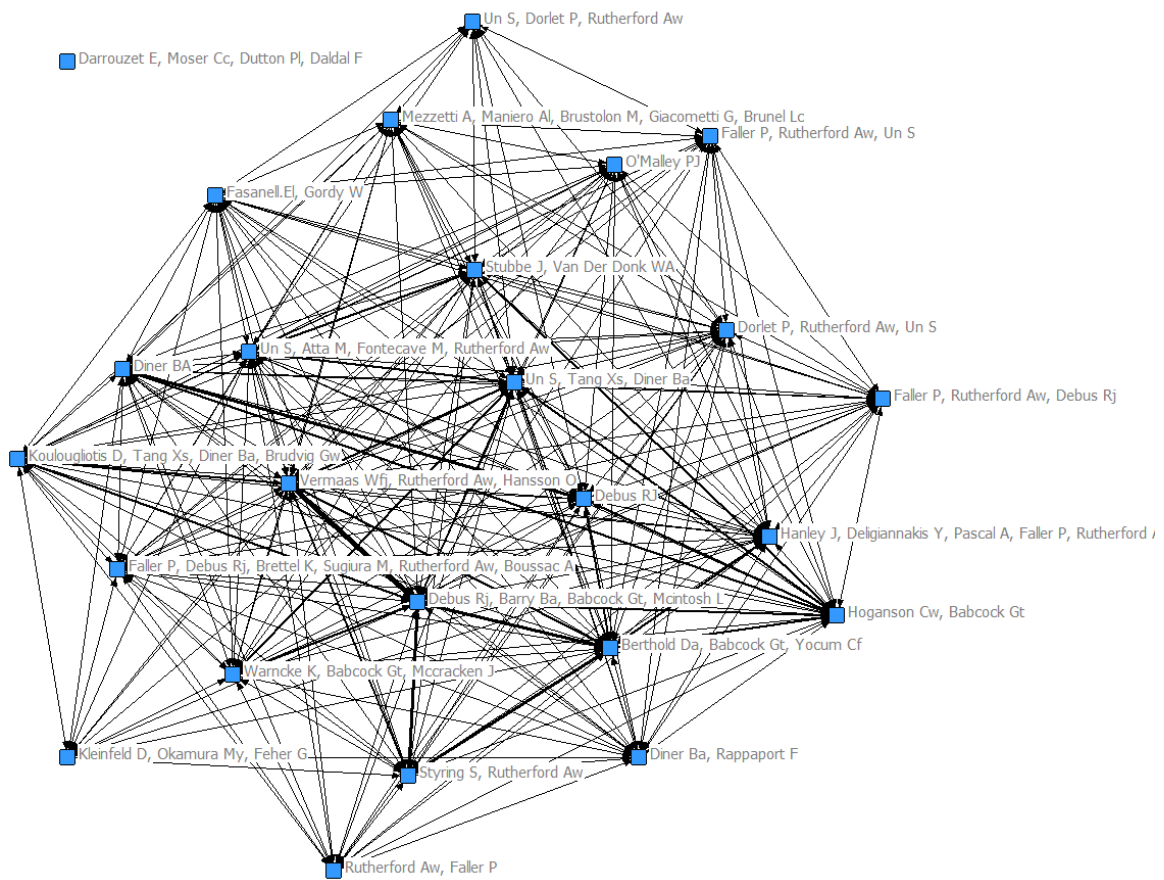 Un S, Dorlet P, Rutherford Aw
Darrouzet E, Moser Cc, Dutton Pl, Daldal F
Mezzetti A, Maniero Al, Brustolon M, Giacometti G, Brunel Lc
Faller P, Rutherford Aw, Un S
O'Malley PJ
Fasanell.El, Gordy W
Stubbe J, Van Der Donk WA
Dorlet P, Rutherford Aw, Un S
Un S, Atta M, Fontecave M, Rutherford Aw
Diner BA
Un S, Tang Xs, Diner Ba
Faller P, Rutherford Aw, Debus Rj
Koulougliotis D, Tang Xs, Diner Ba, Brudvig Gw
Vermaas Wfj, Rutherford Aw, Hansson O
Debus RJ
Hanley J, Deligiannakis Y, Pascal A, Faller P, Rutherford A
Faller P, Debus Rj, Brettel K, Sugiura M, Rutherford Aw, Boussac A
Debus Rj, Barry Ba, Babcock Gt, Mcintosh L
Hoganson Cw, Babcock Gt
Berthold Da, Babcock Gt, Yocum Cf
Warncke K, Babcock Gt, Mccracken J
Kleinfeld D, Okamura My, Feher G
Diner Ba, Rappaport F
Styring S, Rutherford Aw
Rutherford Aw, Faller P